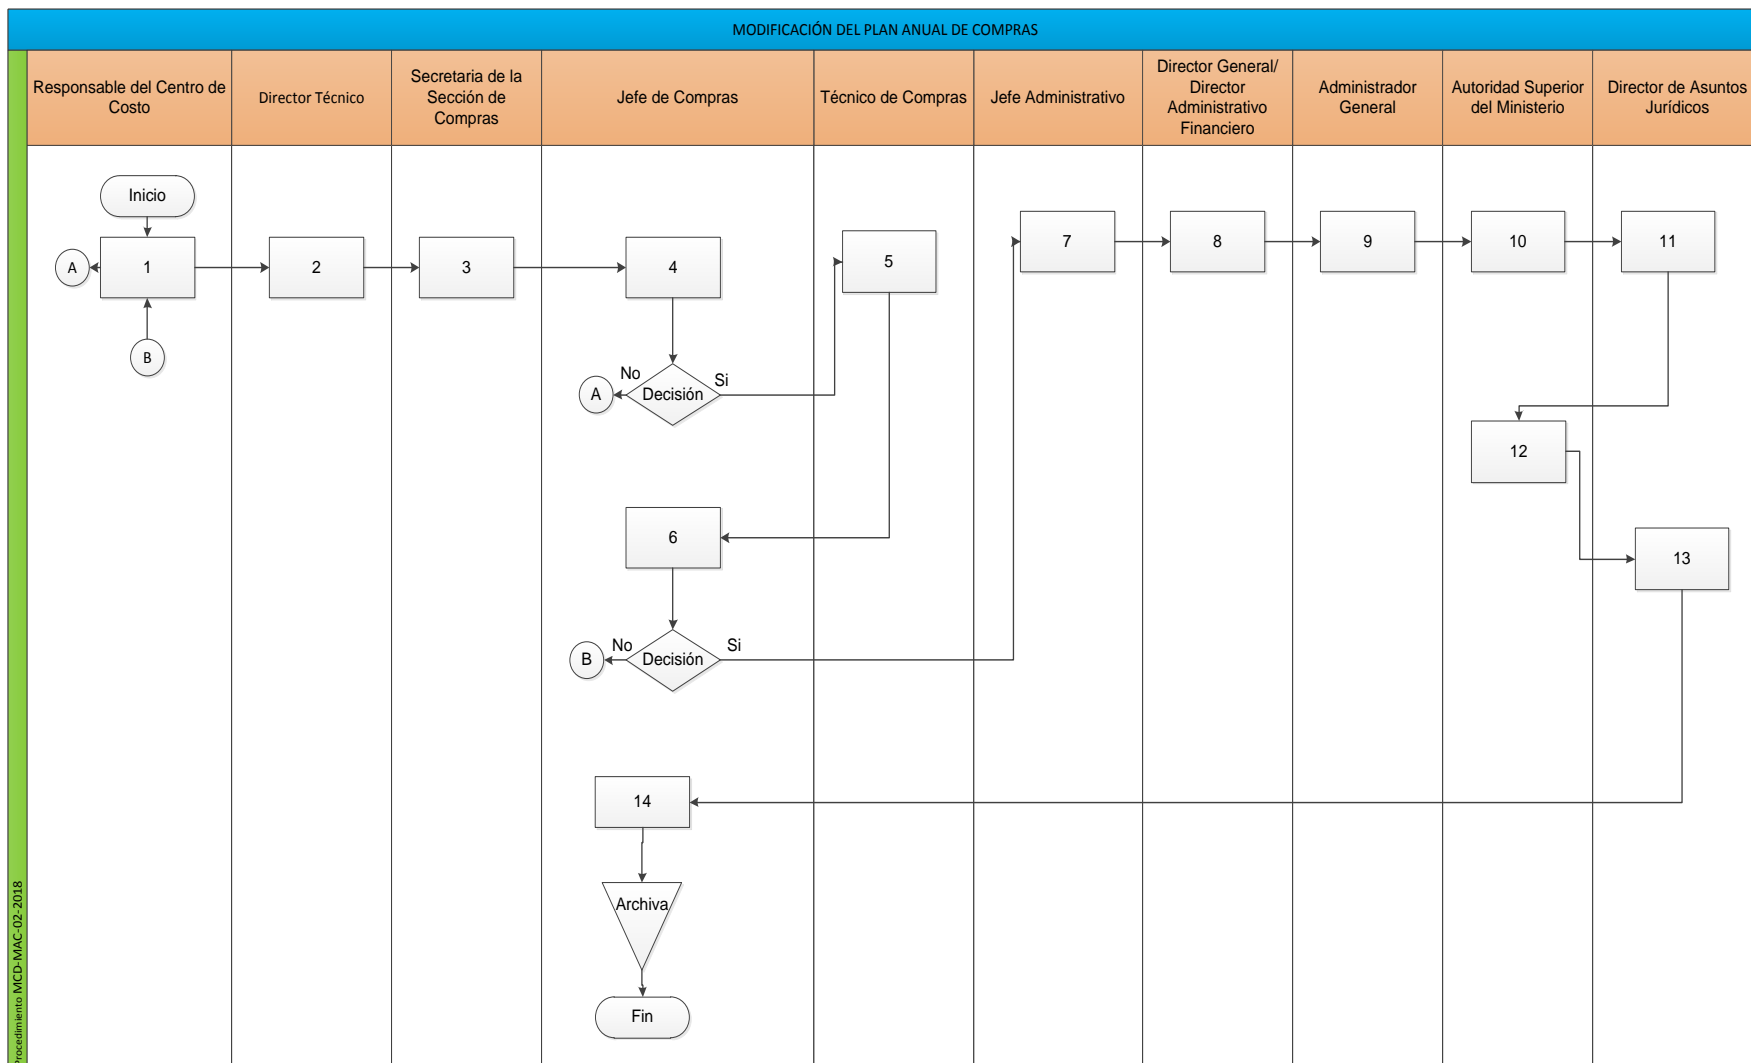 MODIFICACIÓN DEL PLAN ANUAL DE COMPRAS
Responsable del Centro de
Costo
Director Técnico
Secretaria de la
Sección de
Compras
Jefe de Compras
Técnico de Compras
Jefe Administrativo
Director General/
Director
Administrativo
Financiero
Administrador
General
Autoridad Superior
del Ministerio
Director de Asuntos
Jurídicos
Inicio
A
1
2
3
4
5
7
8
9
10
11
B
No
Decisión
Si
A
12
6
13
No
Decisión
Si
B
14
Archiva
Fin
Procedimiento MCD-MAC-02-2018